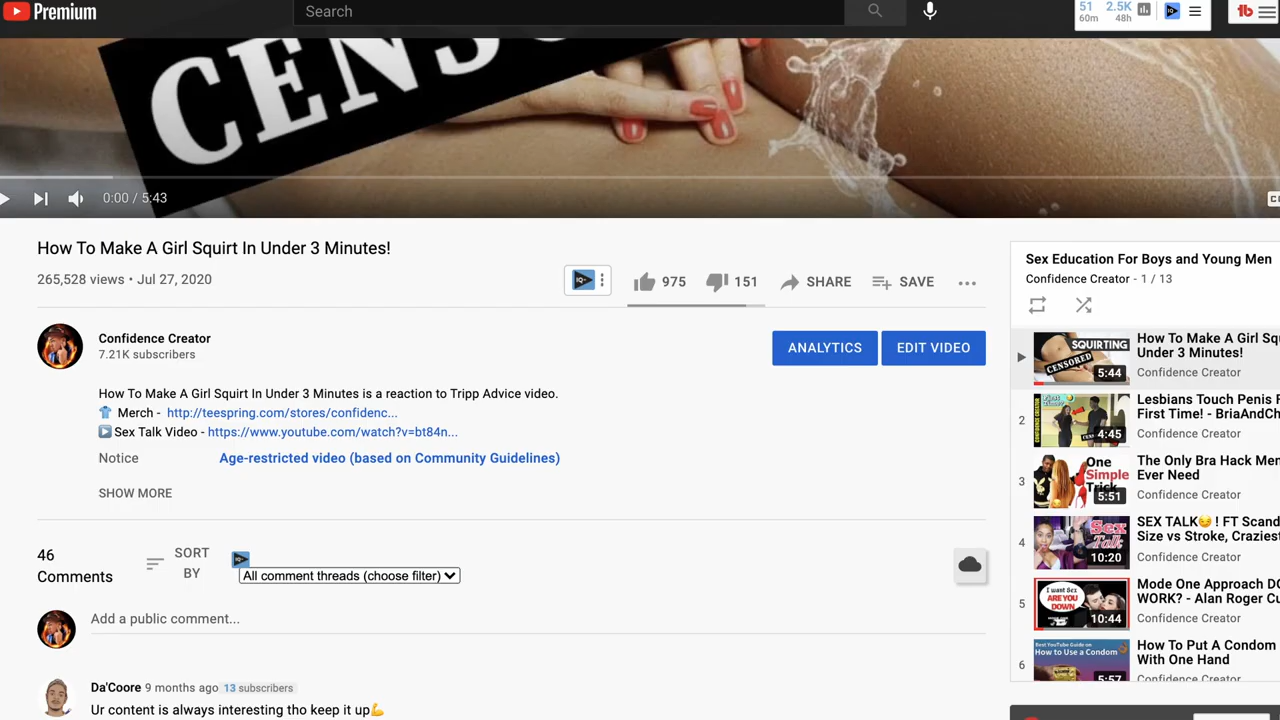 Premium
Search
51 2.5K
60m 48h
CENSO
0:00 / 5:43
How To Make A Girl Squirt In Under 3 Minutes!
265,528 views • Jul 27, 2020
IQ
975
151
SHARE
SAVE
Confidence Creator
7.21K subscribers
ANALYTICS
EDIT VIDEO
How To Make A Girl Squirt In Under 3 Minutes is a reaction to Tripp Advice video.
Merch - http://teespring.com/stores/confidenc...
Sex Talk Video - https://www.youtube.com/watch?v=bt84n...
Notice
Age-restricted video (based on Community Guidelines)
SHOW MORE
46
Comments
SORT
BY
All comment threads (choose filter)
Add a public comment...
Da'Coore 9 months ago 13 subscribers
Ur content is always interesting tho keep it up💪
Sex Education For Boys and Young Men
Confidence Creator - 1 / 13
SQUIRTING
CENSORED
5:44
How To Make A Girl Squ
Under 3 Minutes!
Confidence Creator
2
4:45
Lesbians Touch Penis F
First Time! - BriaAndCh
Confidence Creator
3
One
Simple
Trick
5:51
The Only Bra Hack Men
Ever Need
Confidence Creator
4
Sex
Talk
10:20
SEX TALK😏 ! FT Scand
Size vs Stroke, Craziest
Confidence Creator
5
I want Sex
ARE YOU
DOWN
10:44
Mode One Approach DO
WORK? - Alan Roger Cu
Confidence Creator
6
Best YouTube Guide on
How to Use a Condom
5:57
How To Put A Condom
With One Hand
Confidence Creator